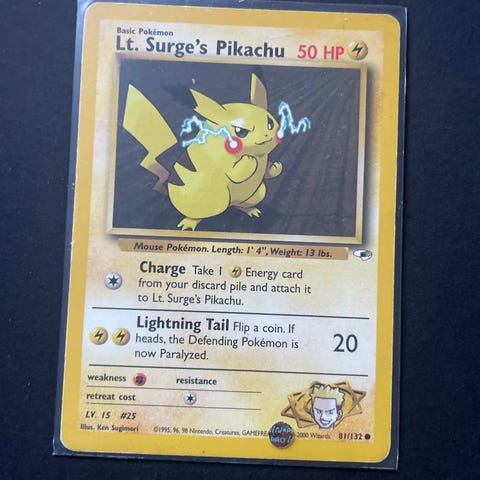 Basic Pokémon
Lt. Surge's Pikachu 50 HP
Mouse Pokémon. Length: 1' 4", Weight: 13 lbs.
Charge Take 1 Energy card
from your discard pile and attach it
to Lt. Surge's Pikachu.
Lightning Tail Flip a coin. If
heads, the Defending Pokémon is
now Paralyzed.
20
weakness resistance
retreat cost
LV. 15 #25
Illus. Ken Sugimori ©1995, 96, 98 Nintendo, Creatures, GAMEFREAK 2000 Wizards. 81/132